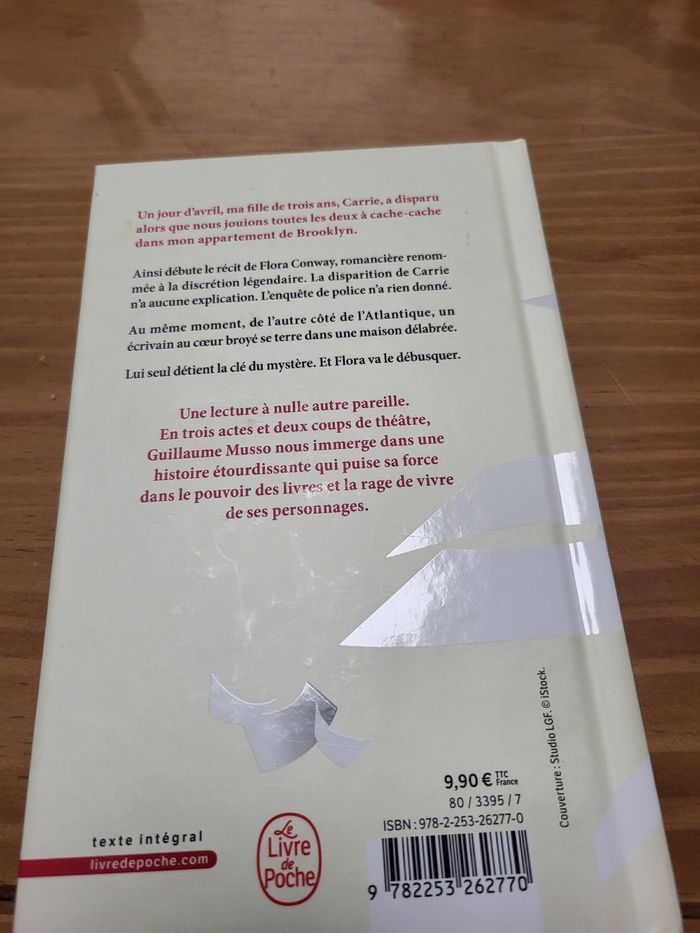 Un jour d’avril, ma fille de trois ans, Carrie, a disparu
alors que nous jouions toutes les deux à cache-cache
dans mon appartement de Brooklyn.
Ainsi débute le récit de Flora Conway, romancière renom-
mée à la discrétion légendaire. La disparition de Carrie
n’a aucune explication. L’enquête de police n’a rien donné.
Au même moment, de l’autre côté de l’Atlantique, un
écrivain au cœur broyé se terre dans une maison délabrée.
Lui seul détient la clé du mystère. Et Flora va le débusquer.
Une lecture à nulle autre pareille.
En trois actes et deux coups de théâtre,
Guillaume Musso nous immerge dans une
histoire étourdissante qui puise sa force
dans le pouvoir des livres et la rage de vivre
de ses personnages.
Couverture : Studio LGF. © iStock.
9,90 € TTC
France
80 / 3395 / 7
ISBN : 978-2-253-26277-0
9 782253 262770
texte intégral
livredepoche.com
Le
Livre
de
Poche